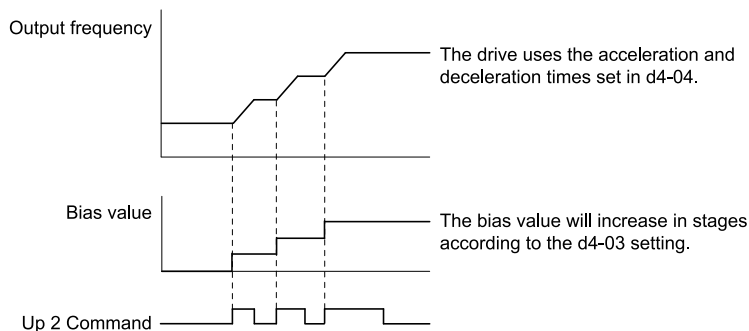 Output frequency
The drive uses the acceleration and
deceleration times set in d4-04.
Bias value
The bias value will increase in stages
according to the d4-03 setting.
Up 2 Command